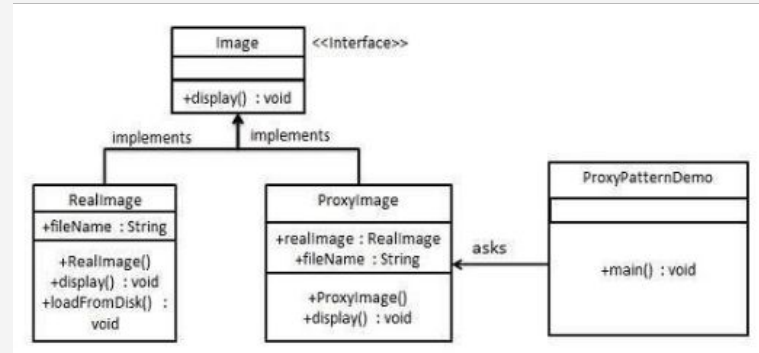 Image
<<Interface>>
+display() : void
implements
implements
RealImage
+fileName : String
+RealImage()
+display() : void
+loadFromDisk() :
void
ProxyImage
+realImage : RealImage
+fileName : String
+ProxyImage()
+display() : void
asks
ProxyPatternDemo
+main() : void